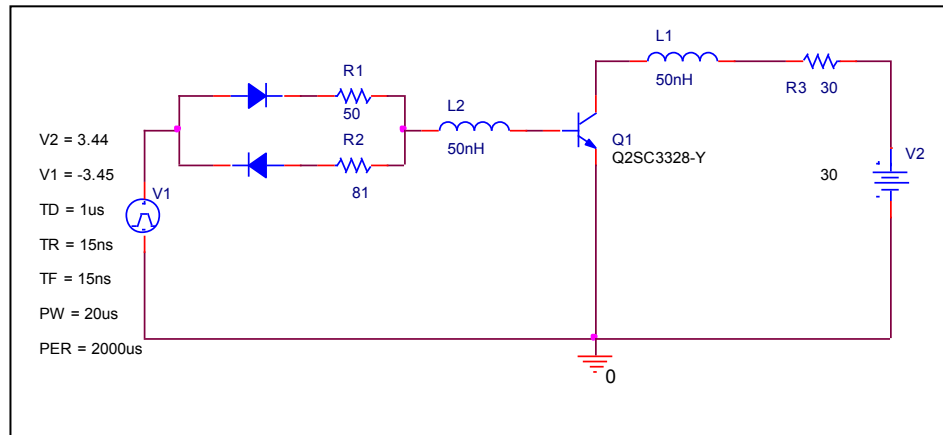 L1
50nH
R3 30
R1
50
L2
50nH
R2
81
Q1
Q2SC3328-Y
V2
30
V2 = 3.44
V1 = -3.45
V1
TD = 1us
TR = 15ns
TF = 15ns
PW = 20us
PER = 2000us
0